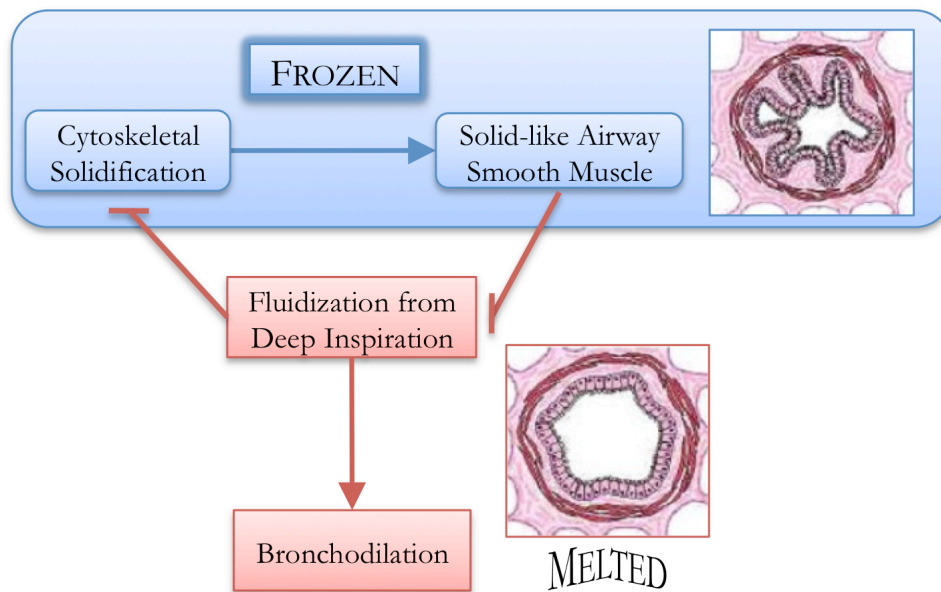 FROZEN
Cytoskeletal
Solidification
Solid-like Airway
Smooth Muscle
Fluidization from
Deep Inspiration
Bronchodilation
MELTED